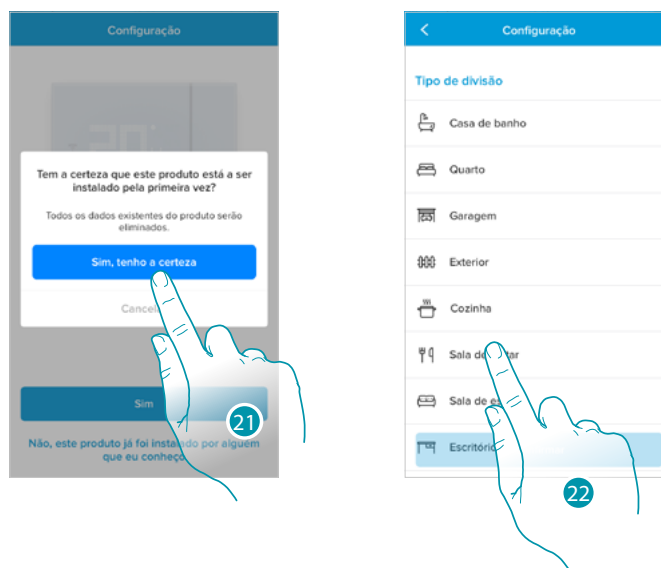 Configuração
Tem a certeza que este produto está a ser
instalado pela primeira vez?
Todos os dados existentes do produto serão
eliminados.
Sim, tenho a certeza
Sim
21
Não, este produto já foi instalado por alguém
que eu conheço
Configuração
Tipo de divisão
Casa de banho
Quarto
Garagem
Exterior
Cozinha
Sala de
Sala de
Escritório
22